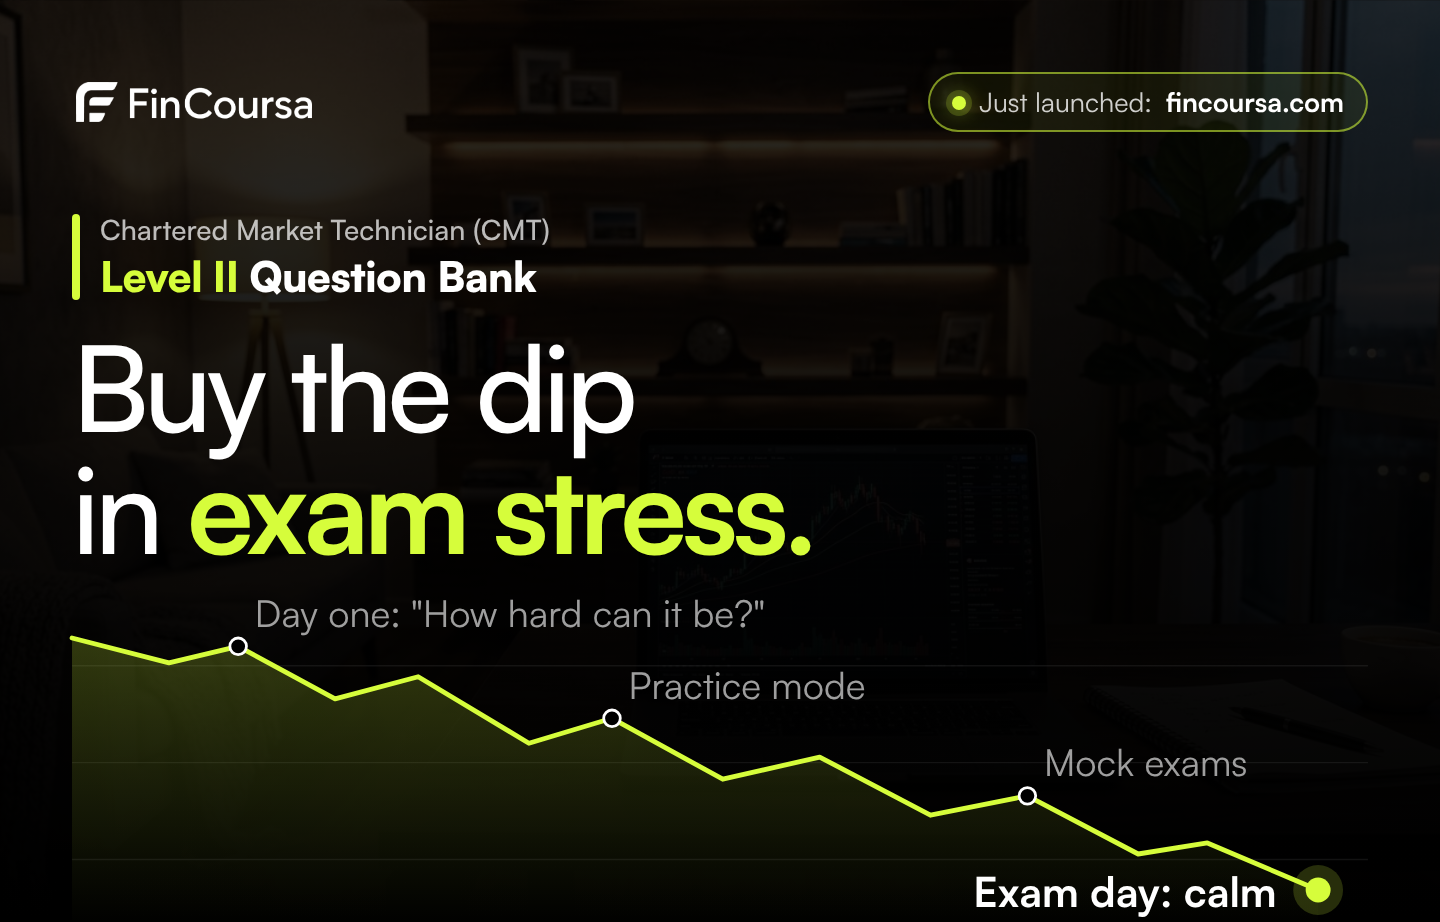 FinCoursa
Just launched: fincoursa.com
Chartered Market Technician (CMT)
Level II Question Bank
Buy the dip
in exam stress.
Day one: "How hard can it be?"
Practice mode
Mock exams
Exam day: calm